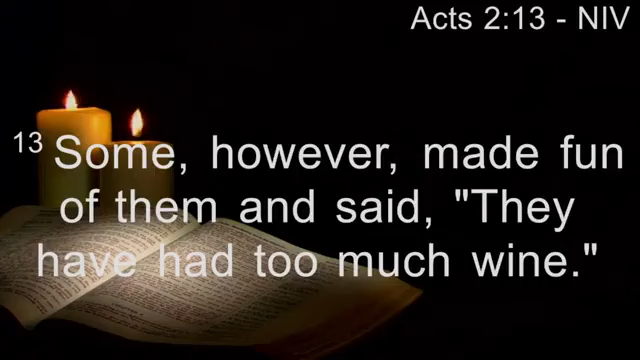 Acts 2:13 - NIV
13 Some, however, made fun
of them and said, "They
have had too much wine."